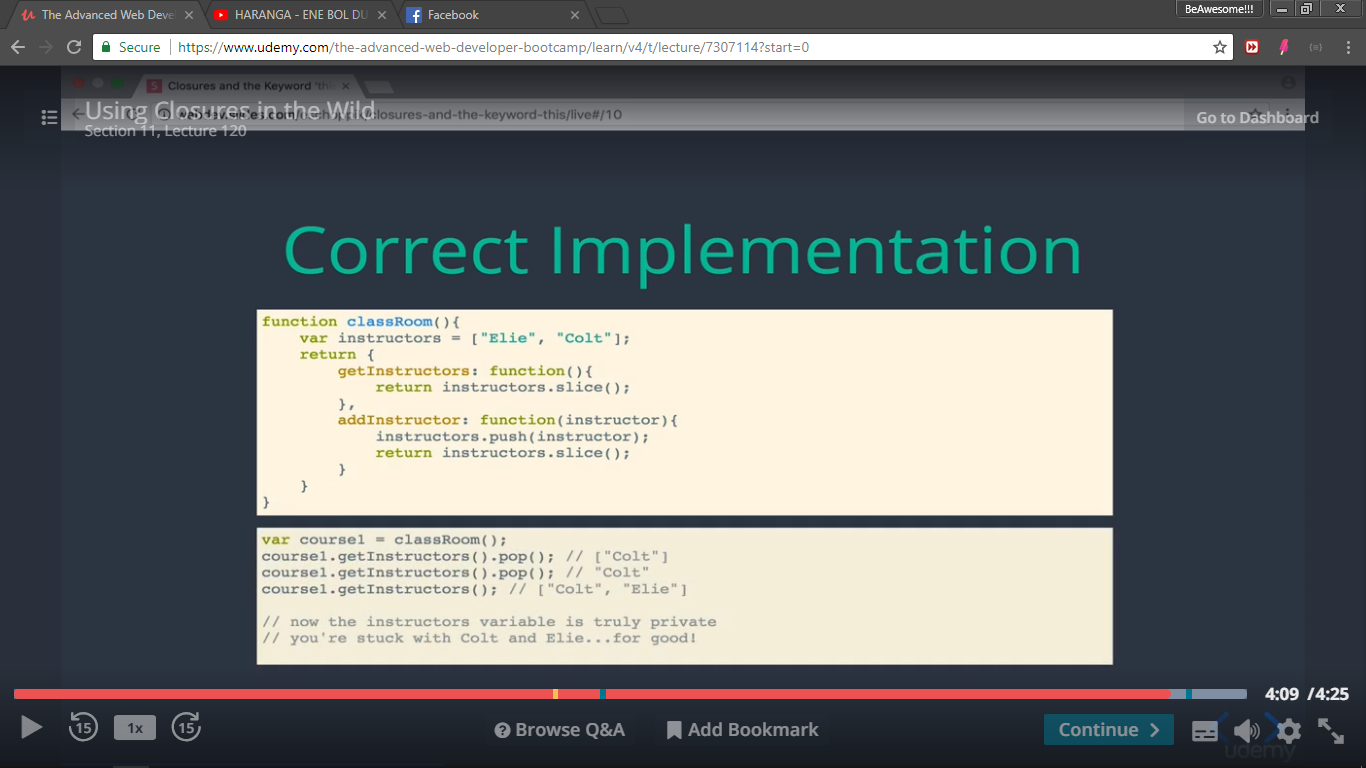 The Advanced Web Deve
HARANGA - ENE BOL DU
Facebook
BeAwesome!!!
Secure
https://www.udemy.com/the-advanced-web-developer-bootcamp/learn/v4/t/lecture/7307114?start=0
Closures and the Keyword 'this
Using Closures in the Wild
closures-and-the-keyword-this/live#/10
Section 11, Lecture 120
Go to Dashboard
Correct Implementation
function classRoom(){
    var instructors = ["Elie", "Colt"];
    return {
        getInstructors: function(){
            return instructors.slice();
        },
        addInstructor: function(instructor){
            instructors.push(instructor);
            return instructors.slice();
        }
    }
}
var course1 = classRoom();
course1.getInstructors().pop(); // ["Colt"]
course1.getInstructors().pop(); // "Colt"
course1.getInstructors(); // ["Colt", "Elie"]
// now the instructors variable is truly private
// you're stuck with Colt and Elie...for good!
4:09 / 4:25
15
1x
15
Browse Q&A
Add Bookmark
Continue
udemy